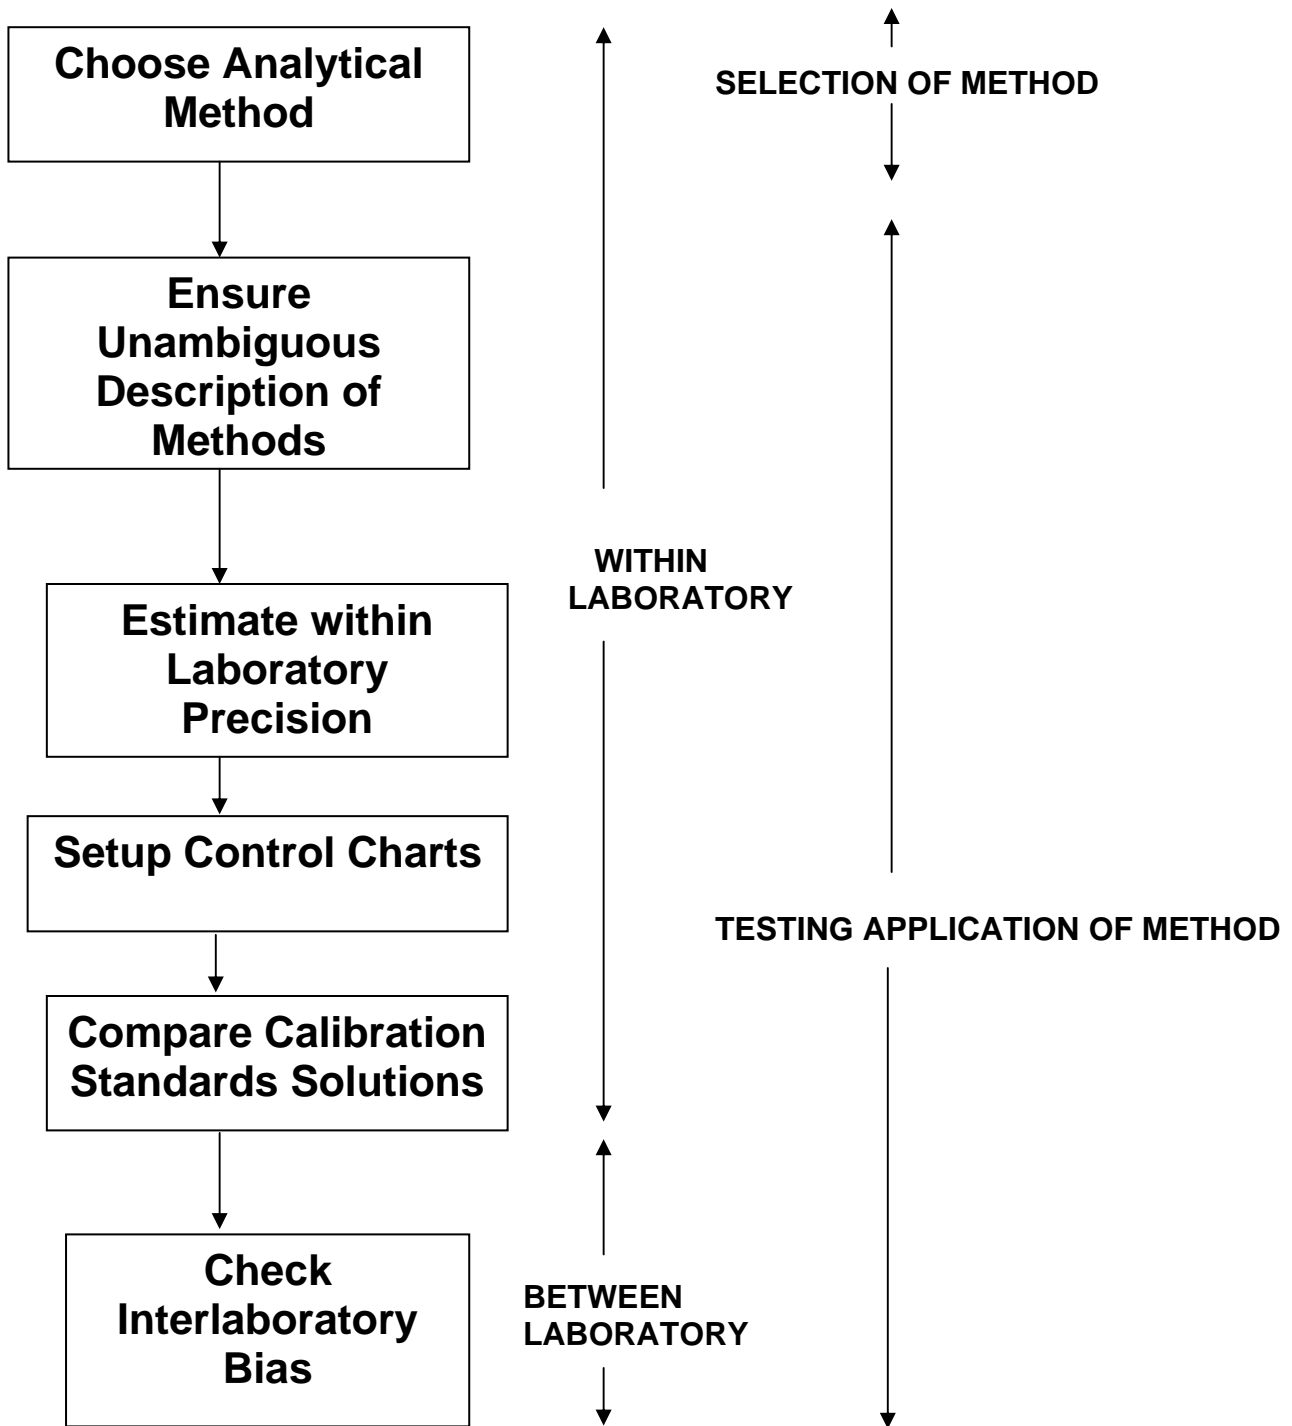 Choose Analytical
Method
SELECTION OF METHOD
Ensure
Unambiguous
Description of
Methods
WITHIN
LABORATORY
Estimate within
Laboratory
Precision
Setup Control Charts
TESTING APPLICATION OF METHOD
Compare Calibration
Standards Solutions
Check
Interlaboratory
Bias
BETWEEN
LABORATORY